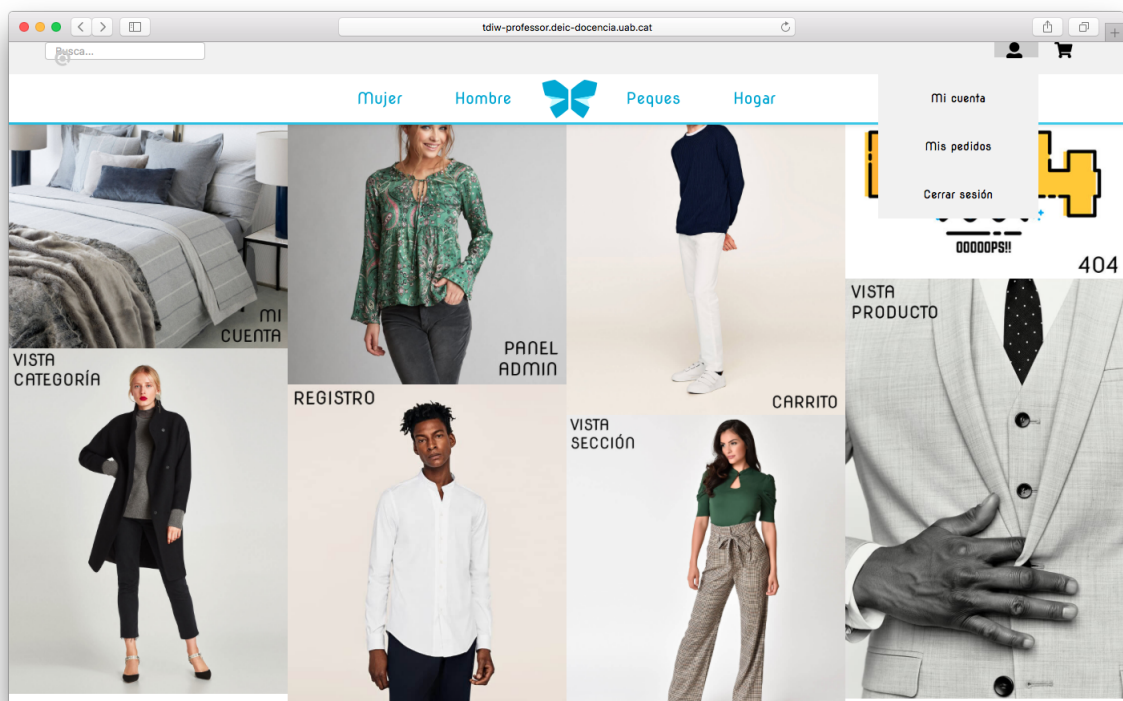 tdiw-professor.deic-docencia.uab.cat
Busca...
Mujer
Hombre
Peques
Hogar
Mi cuenta
Mis pedidos
Cerrar sesión
OOOOOPS!!
404
MI
CUENTA
PANEL
ADMIN
CARRITO
VISTA
PRODUCTO
VISTA
CATEGORÍA
REGISTRO
VISTA
SECCIÓN